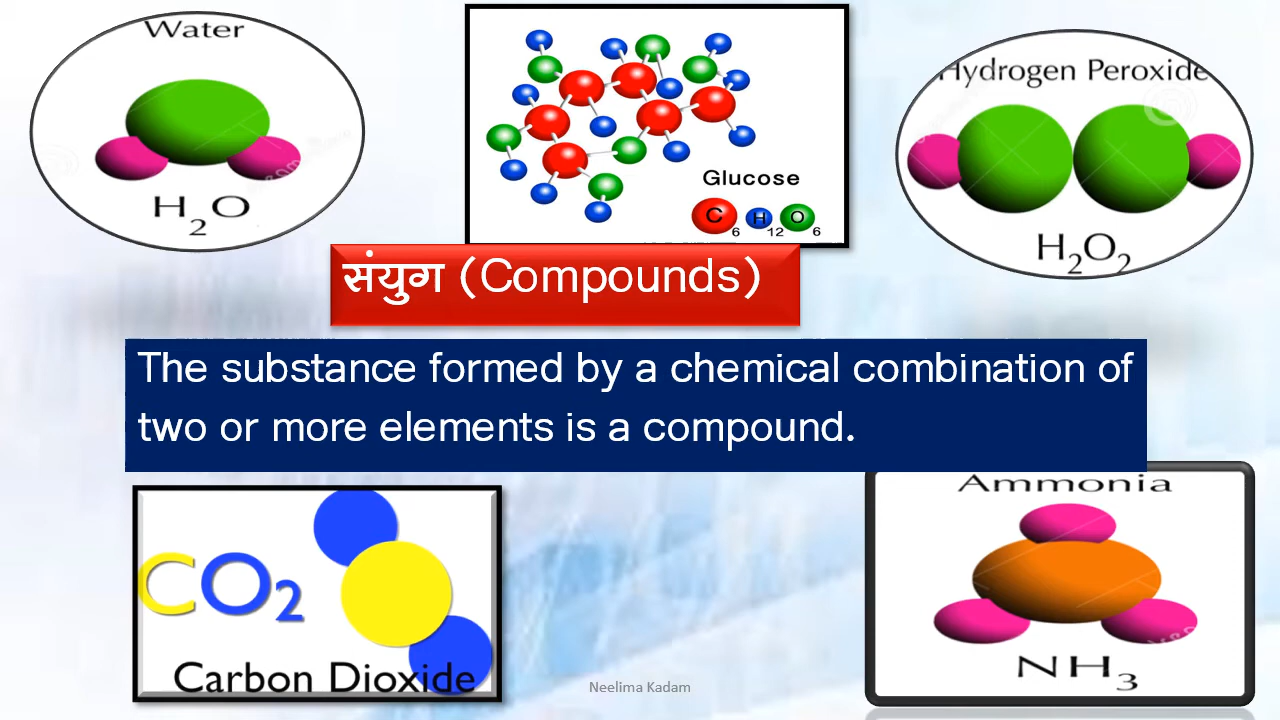 Water
H2O
Glucose
C6 H12 O6
Hydrogen Peroxide
H2O2
संयुग (Compounds)
The substance formed by a chemical combination of
two or more elements is a compound.
CO2
Carbon Dioxide
Ammonia
NH3
Neelima Kadam